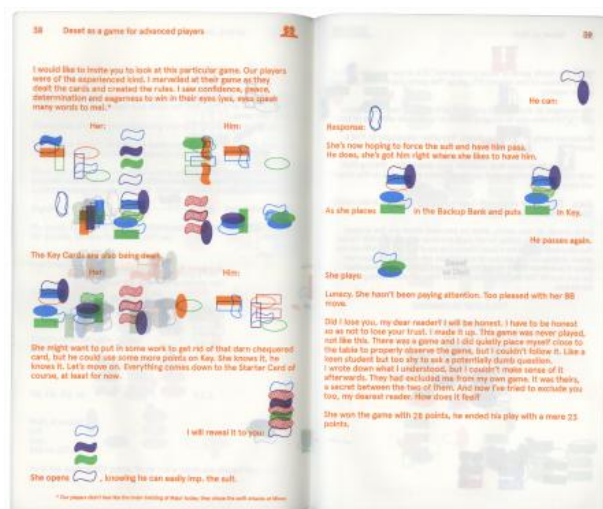 58 Deset as a game for advanced players
I would like to invite you to look at this particular game. Our players
were of the experienced kind. I marvelled at their game as they
dealt the cards and created the rules. I saw confidence, peace,
determination and eagerness to win in their eyes (yes, eyes speak
many words to me).*
Her: Him:
The Key Cards are also being dealt.
Her: Him:
She might want to put in some work to get rid of that darn chequered
card, but he could use some more points on Key. She knows it, he
knows it. Let's move on. Everything comes down to the Starter Card of
course, at least for now.
I will reveal it to you:
She opens , knowing he can easily imp. the suit.
* Our players don't
59
He can:
Response:
She's now hoping to force the suit and have him pass.
He does, she's got him right where she likes to have him.
As she places in the Backup Bank and puts in Key.
He passes again.
She plays:
Lunacy. She hasn't been paying attention. Too pleased with her BB
move.
Did I lose you, my dear reader? I will be honest. I have to be honest
so as not to lose your trust. I made it up. This game was never played,
not like this. There was a game and I did quietly place myself close to
the table to properly observe the game, but I couldn't follow it. Like a
keen student but too shy to ask a potentially dumb question.
I wrote down what I understood, but I couldn't make sense of it
afterwards. They had excluded me from my own game. It was theirs,
a secret between the two of them. And now I've tried to exclude you
too, my dearest reader. How does it feel?
She won the game with 28 points, he ended his play with a mere 23
points.